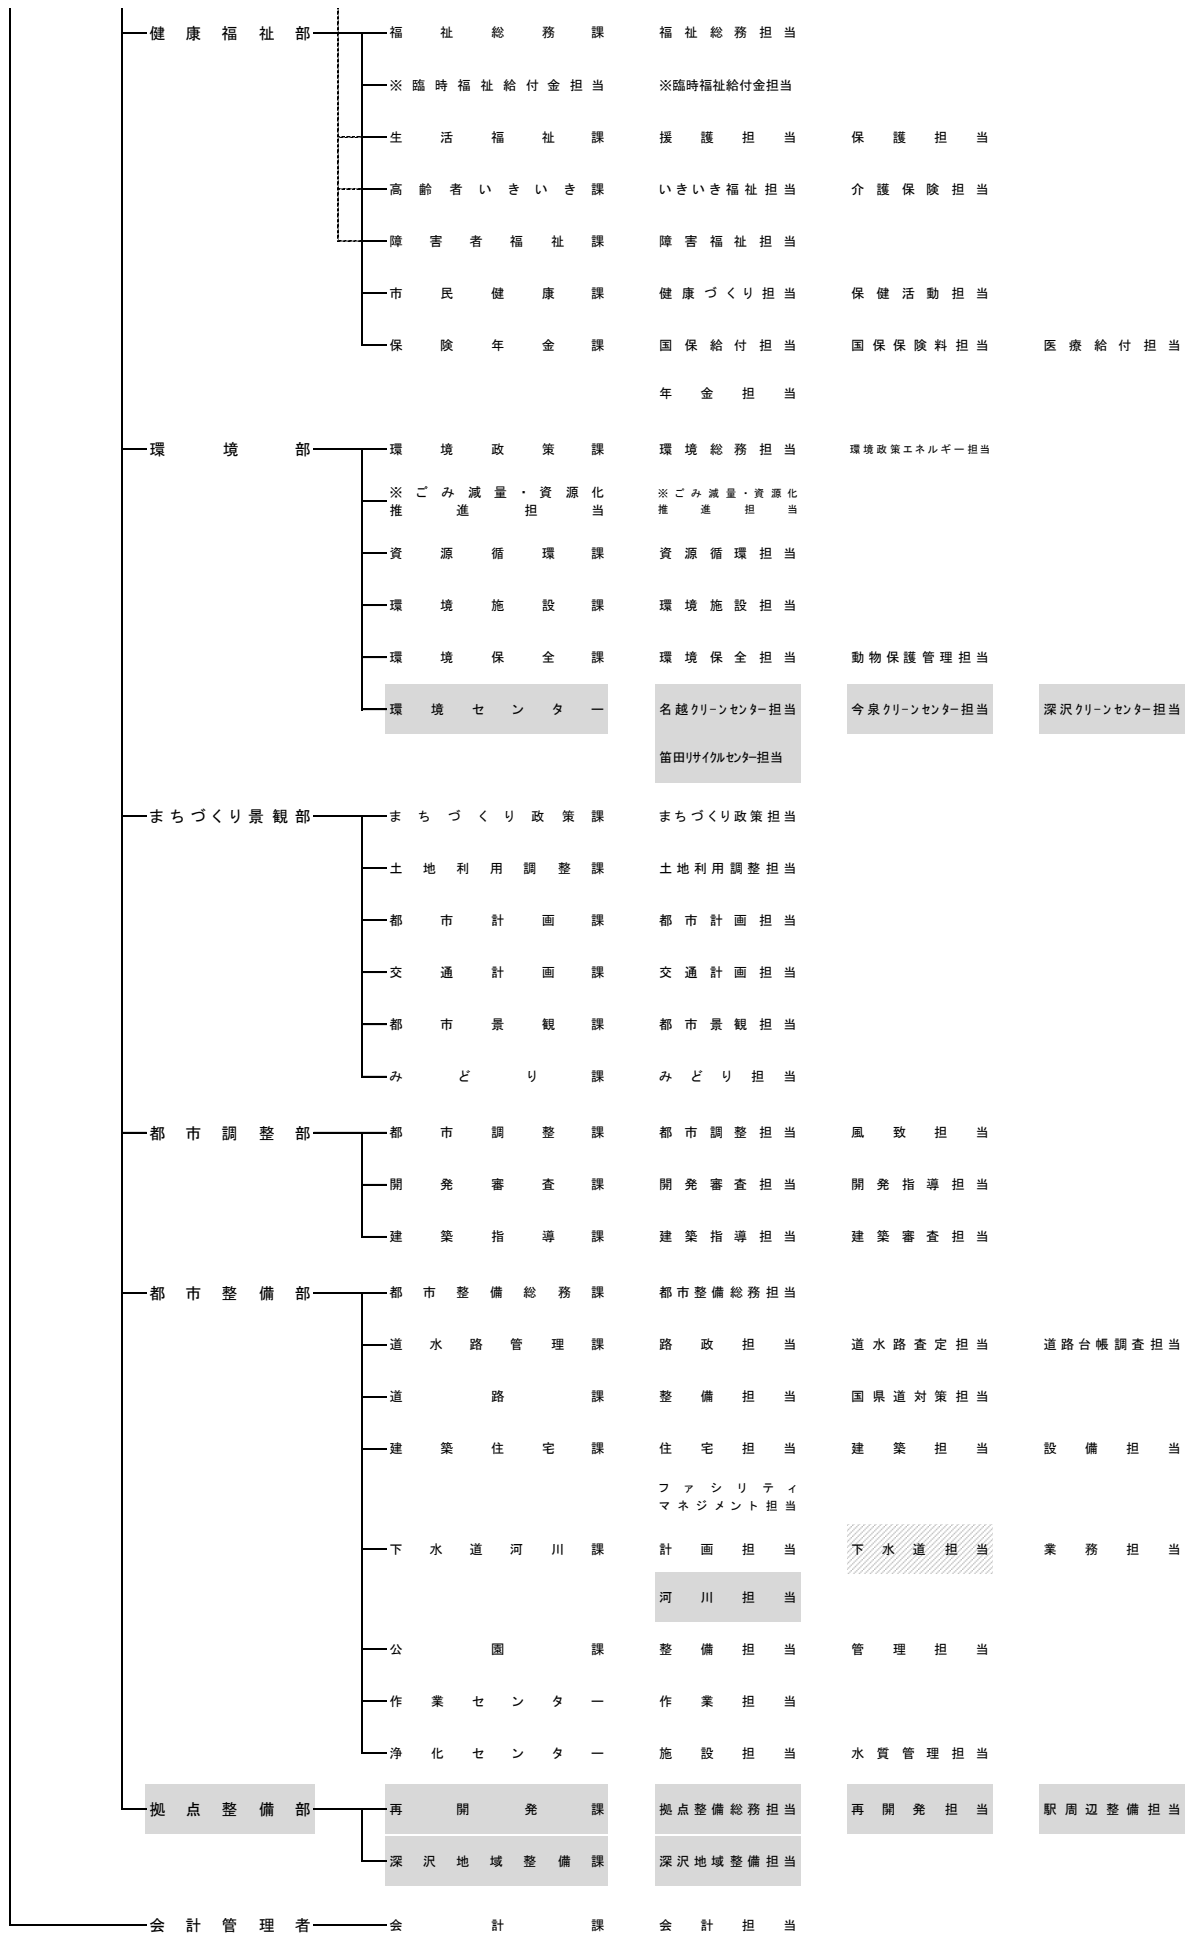 健康福祉部 福祉総務課 福祉総務担当
※臨時福祉給付金担当 ※臨時福祉給付金担当
生活福祉課 援護担当 保護担当
高齢者いきいき課 いきいき福祉担当 介護保険担当
障害者福祉課 障害福祉担当
市民健康課 健康づくり担当 保健活動担当
保険年金課 国保給付担当 国保保険料担当 医療給付担当
年金担当
環境部 環境政策課 環境総務担当 環境政策エネルギー担当
※ごみ減量・資源化 ※ごみ減量・資源化
推進担当 推進担当
資源循環課 資源循環担当
環境施設課 環境施設担当
環境保全課 環境保全担当 動物保護管理担当
環境センター 名越クリーンセンター担当 今泉クリーンセンター担当 深沢クリーンセンター担当
笛田リサイクルセンター担当
まちづくり景観部 まちづくり政策課 まちづくり政策担当
土地利用調整課 土地利用調整担当
都市計画課 都市計画担当
交通計画課 交通計画担当
都市景観課 都市景観担当
みどり課 みどり担当
都市調整部 都市調整課 都市調整担当 風致担当
開発審査課 開発審査担当 開発指導担当
建築指導課 建築指導担当 建築審査担当
都市整備部 都市整備総務課 都市整備総務担当
道水路管理課 路政担当 道水路査定担当 道路台帳調査担当
道路課 整備担当 国県道対策担当
建築住宅課 住宅担当 建築担当 設備担当
ファシリティ
マネジメント担当
下水道河川課 計画担当 下水道担当 業務担当
河川担当
公園課 整備担当 管理担当
作業センター 作業担当
浄化センター 施設担当 水質管理担当
拠点整備部 再開発課 拠点整備総務担当 再開発担当 駅周辺整備担当
深沢地域整備課 深沢地域整備担当
会計管理者 会計課 会計担当